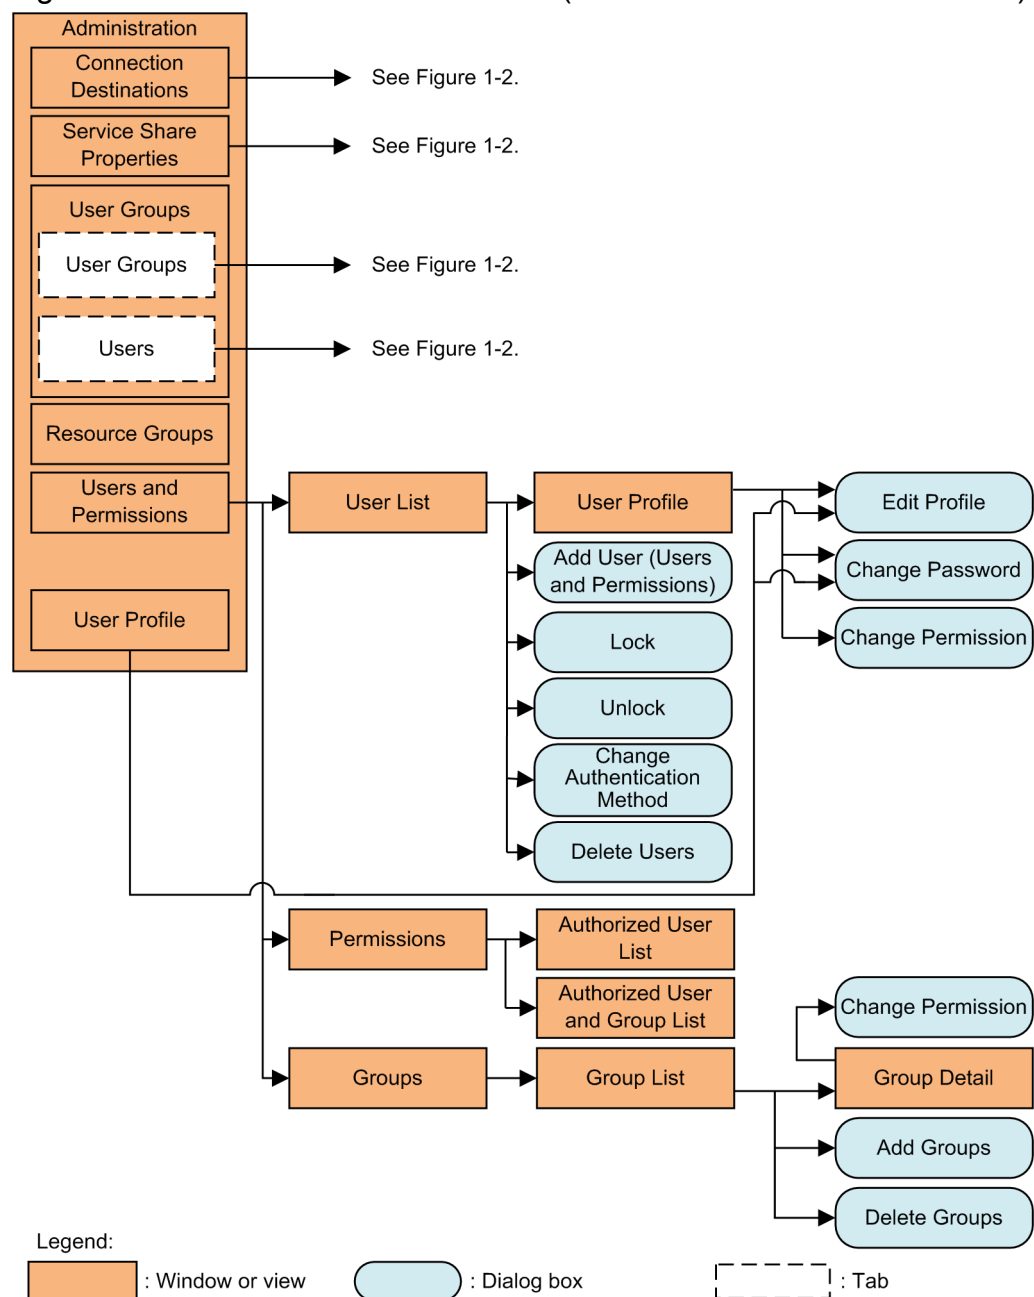 Administration
Connection
Destinations
See Figure 1-2.
Service Share
Properties
See Figure 1-2.
User Groups
User Groups
See Figure 1-2.
Users
See Figure 1-2.
Resource Groups
Users and
Permissions
User List
User Profile
Edit Profile
Add User (Users
and Permissions)
Change Password
User Profile
Lock
Change Permission
Unlock
Change
Authentication
Method
Delete Users
Permissions
Authorized User
List
Authorized User
and Group List
Change Permission
Groups
Group List
Group Detail
Add Groups
Delete Groups
Legend:
: Window or view
: Dialog box
: Tab